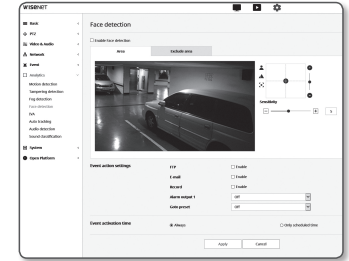 WISENET
Basic
PTZ
Video & Audio
Network
Event
Analytics
Motion detection
Tampering detection
Fog detection
Face detection
IVA
Auto tracking
Audio detection
Sound classification
System
Open Platform
Face detection
Enable face detection
Area
Exclude area
Sensitivity
Event action settings
FTP
Enable
E-mail
Enable
Record
Enable
Alarm output 1
Off
Goto preset
Off
Event activation time
Always
Only scheduled time
Apply
Cancel